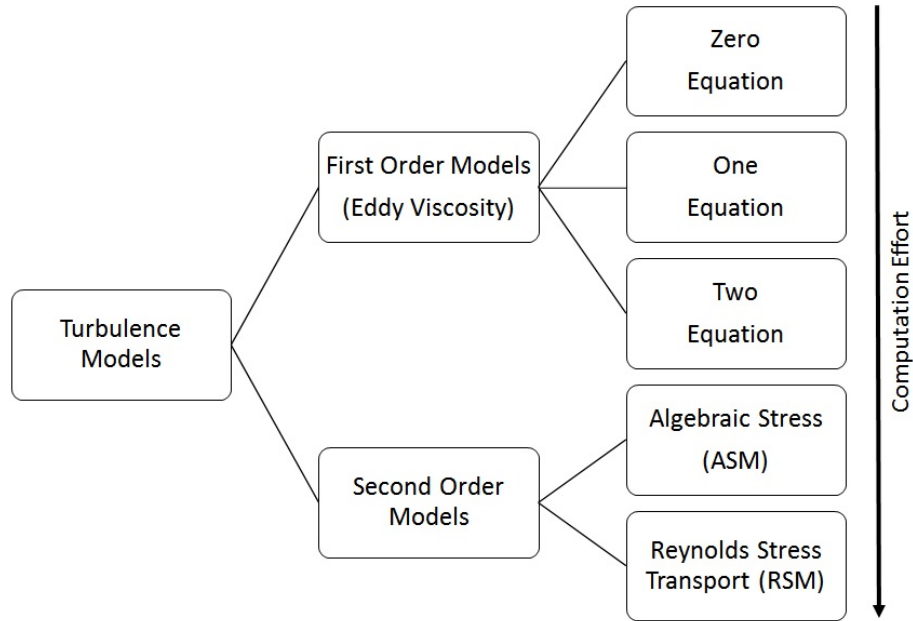 Turbulence
Models
First Order Models
(Eddy Viscosity)
Second Order
Models
Zero
Equation
One
Equation
Two
Equation
Algebraic Stress
(ASM)
Reynolds Stress
Transport (RSM)
Computation Effort